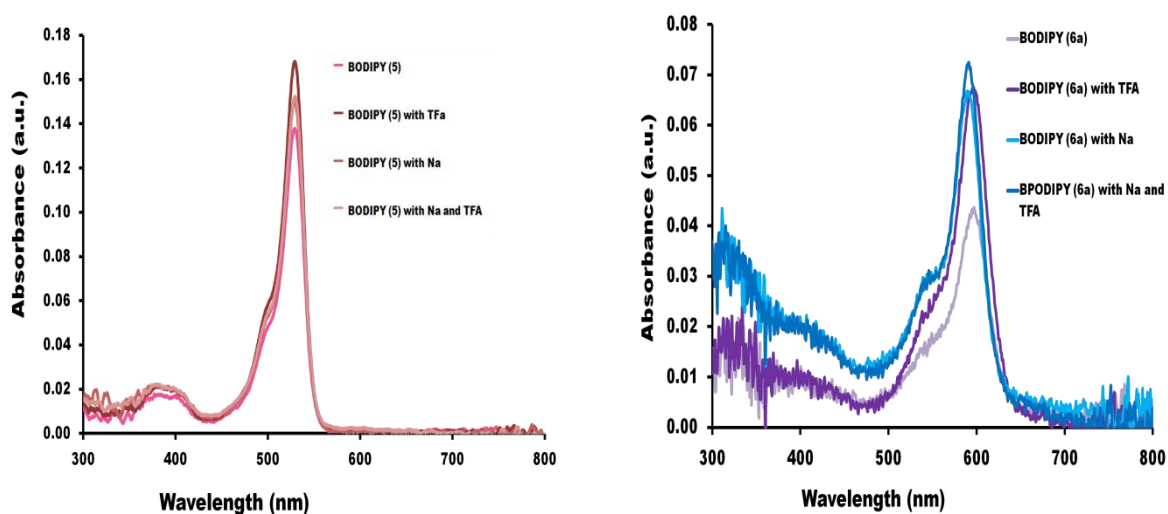 0.18
0.16
0.14
0.12
0.10
0.08
0.06
0.04
0.02
0.00
300
400
500
600
700
800
Absorbance (a.u.)
Wavelength (nm)
BODIPY (5)
BODIPY (5) with TFa
BODIPY (5) with Na
BODIPY (5) with Na and TFA
0.08
0.07
0.06
0.05
0.04
0.03
0.02
0.01
0.00
300
400
500
600
700
800
Absorbance (a.u.)
Wavelength (nm)
BODIPY (6a)
BODIPY (6a) with TFA
BODIPY (6a) with Na
BPODIPY (6a) with Na and
TFA